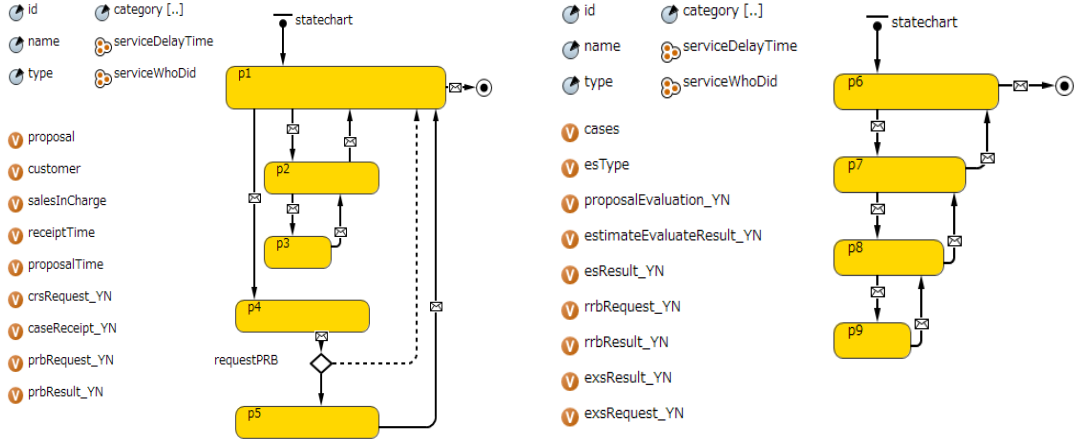 id
category [..]
name
serviceDelayTime
type
serviceWhoDid
proposal
customer
salesInCharge
receiptTime
proposalTime
crsRequest_YN
caseReceipt_YN
prbRequest_YN
prbResult_YN
statechart
p1
p2
p3
p4
requestPRB
p5
id
category [..]
name
serviceDelayTime
type
serviceWhoDid
cases
esType
proposalEvaluation_YN
estimateEvaluateResult_YN
esResult_YN
rrbRequest_YN
rrbResult_YN
exsResult_YN
exsRequest_YN
statechart
p6
p7
p8
p9